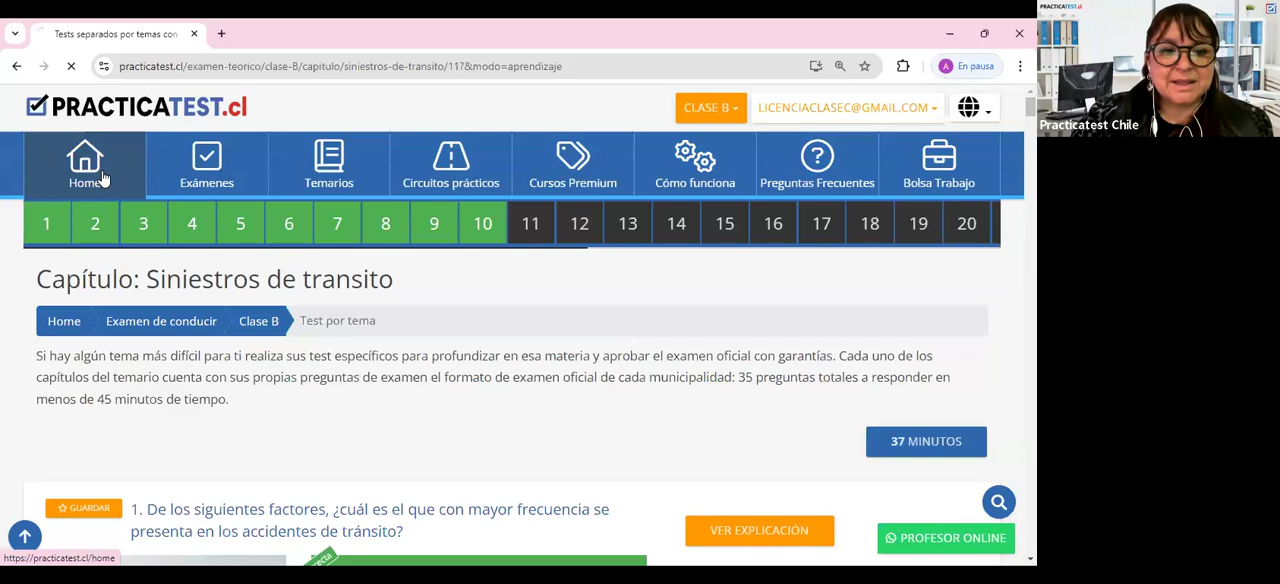 Tests separados por temas con
practicatest.cl/examen-teorico/clase-B/capitulo/siniestros-de-transito/11?&modo=aprendizaje
A
En pausa
PRACTICATEST.cl
Practicatest Chile
PRACTICATEST.cl
CLASE B
LICENCIACLASEC@GMAIL.COM
Home
Exámenes
Temarios
Circuitos prácticos
Cursos Premium
Cómo funciona
Preguntas Frecuentes
Bolsa Trabajo
1 2 3 4 5 6 7 8 9 10 11 12 13 14 15 16 17 18 19 20
Capítulo: Siniestros de transito
Home Examen de conducir Clase B Test por tema
Si hay algún tema más difícil para ti realiza sus test específicos para profundizar en esa materia y aprobar el examen oficial con garantías. Cada uno de los
capítulos del temario cuenta con sus propias preguntas de examen el formato de examen oficial de cada municipalidad: 35 preguntas totales a responder en
menos de 45 minutos de tiempo.
37 MINUTOS
GUARDAR
1. De los siguientes factores, ¿cuál es el que con mayor frecuencia se
presenta en los accidentes de tránsito?
VER EXPLICACIÓN
PROFESOR ONLINE
https://practicatest.cl/home